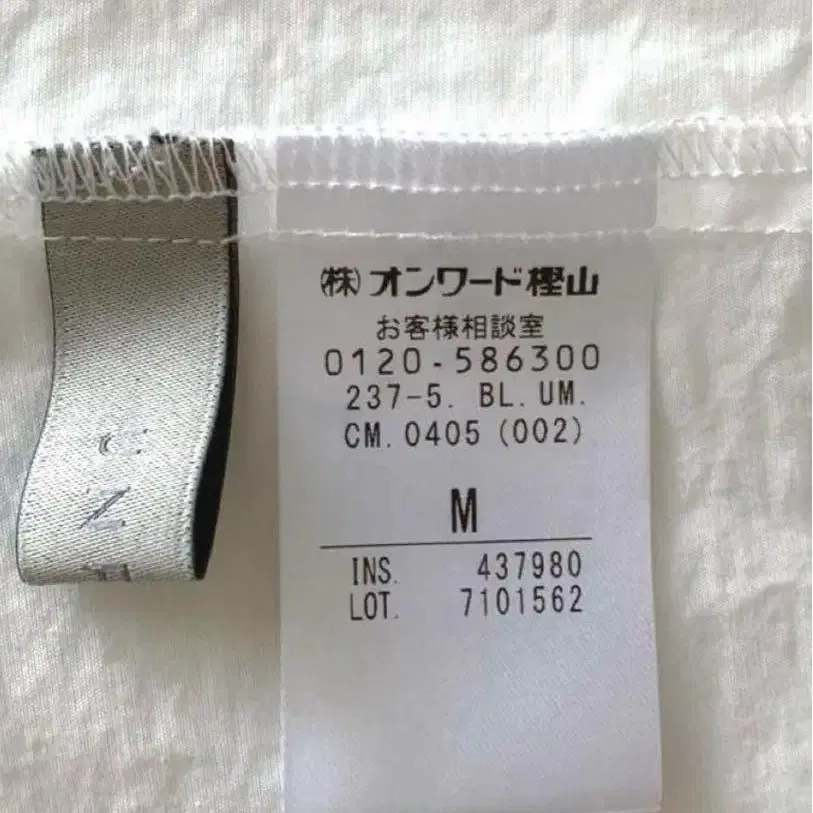 ㈱オンワード樫山
お客様相談室
0120-586300
237-5. BL. UM.
CM. 0405 (002)
M
INS. 437980
LOT. 7101562